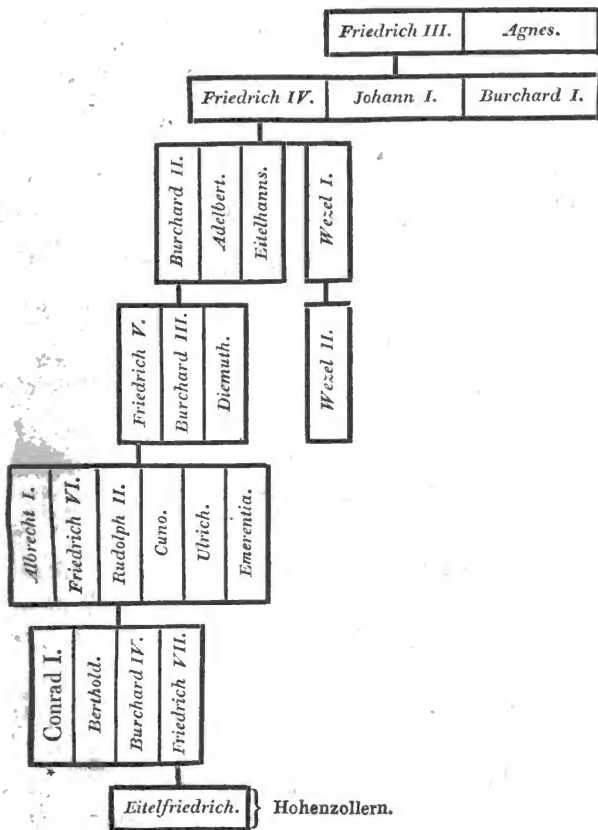 Friedrich III. Agnes.
Friedrich IV. Johann I. Burchard I.
Burchard II.
Adelbert.
Eitelhanns.
Wezel I.
Friedrich V.
Burchard III.
Diemuth.
Wezel II.
Albrecht I.
Friedrich VI.
Rudolph II.
Cuno.
Ulrich.
Emerentia.
* Conrad I.
Berthold.
Burchard IV.
Friedrich VII.
Eitelfriedrich. } Hohenzollern.